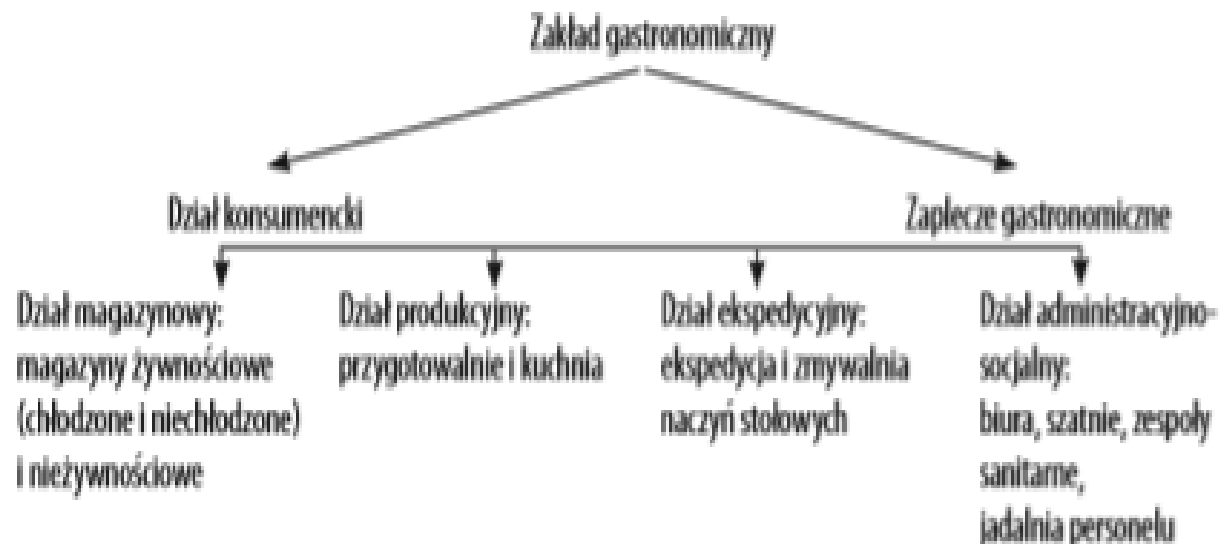 Zakład gastronomiczny
Dział konsumencki
Zaplecze gastronomiczne
Dział magazynowy:
magazyny żywnościowe
(chłodzone i niechłodzone)
i nieżywnościowe
Dział produkcyjny:
przygotowalnie i kuchnia
Dział ekspedycyjny:
ekspedycja i zmywalnia
naczyń stołowych
Dział administracyjno-
socjalny:
biura, szatnie, zespoły
sanitarne,
jadalnia personelu